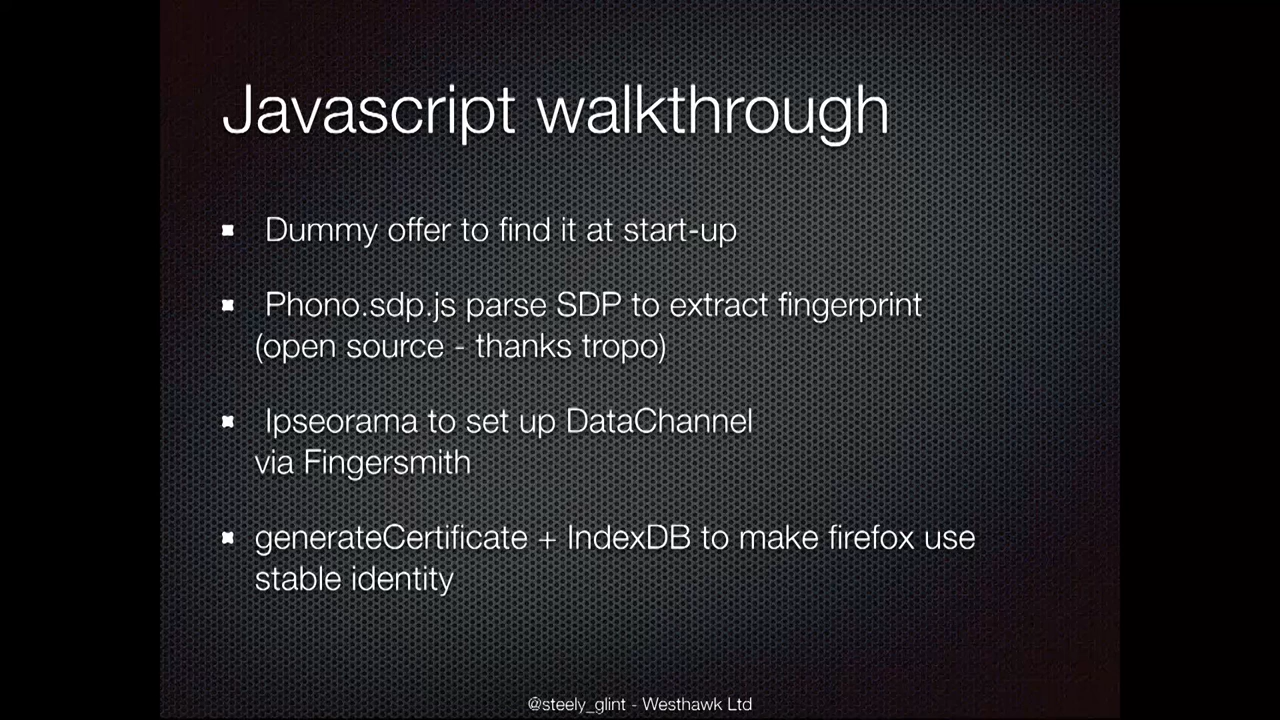 Javascript walkthrough
Dummy offer to find it at start-up
Phono.sdp.js parse SDP to extract fingerprint
(open source - thanks tropo)
Ipseorama to set up DataChannel
via Fingersmith
generateCertificate + IndexDB to make firefox use
stable identity
@steely_glint - Westhawk Ltd